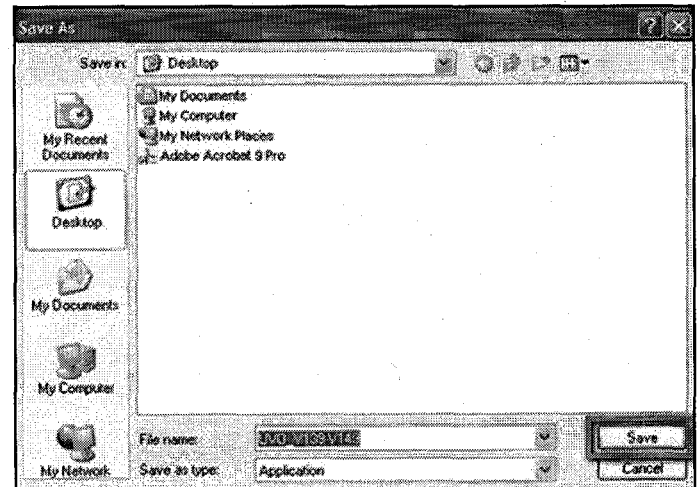 Save As
Save in: Desktop
My Documents
My Computer
My Network Places
Adobe Acrobat 9 Pro
My Recent
Documents
Desktop
My Documents
My Computer
My Network
File name: Save
Save as type: Application Cancel